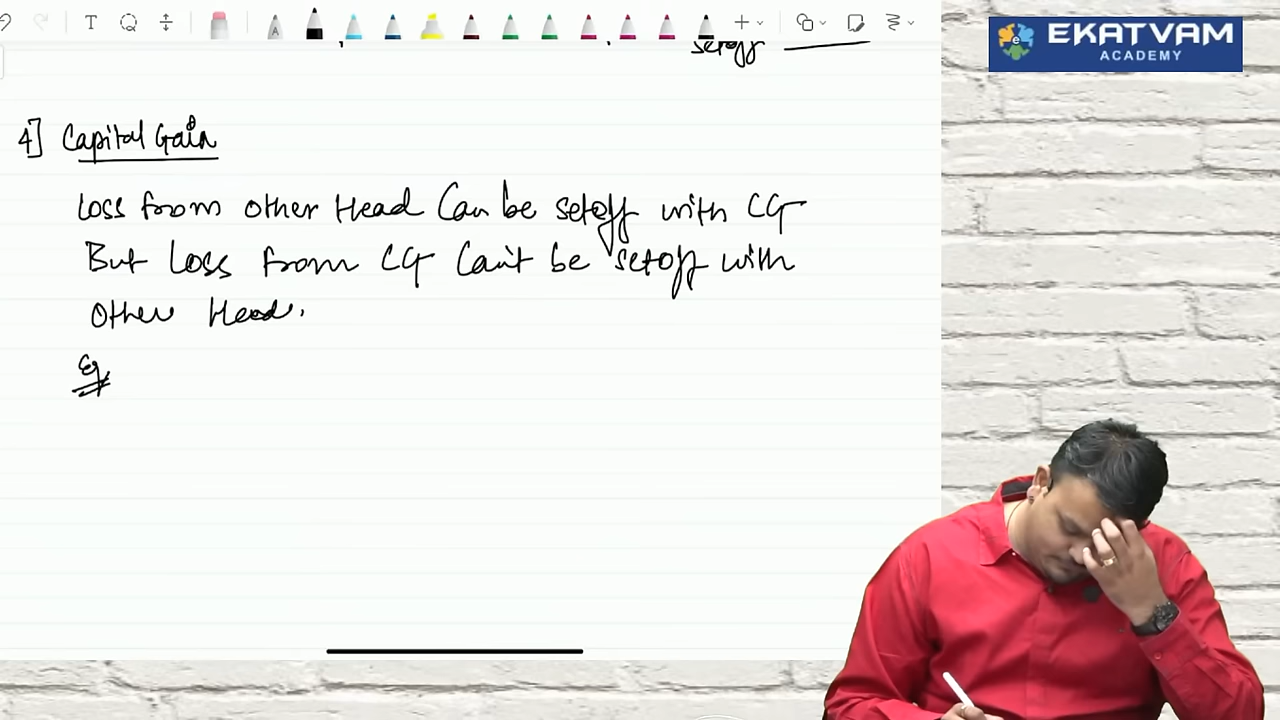 setoff
EKATVAM
ACADEMY
4] Capital Gain
Loss from other Head Can be setoff with CG
But Loss from CG Can't be setoff with
Other Head.
Eg